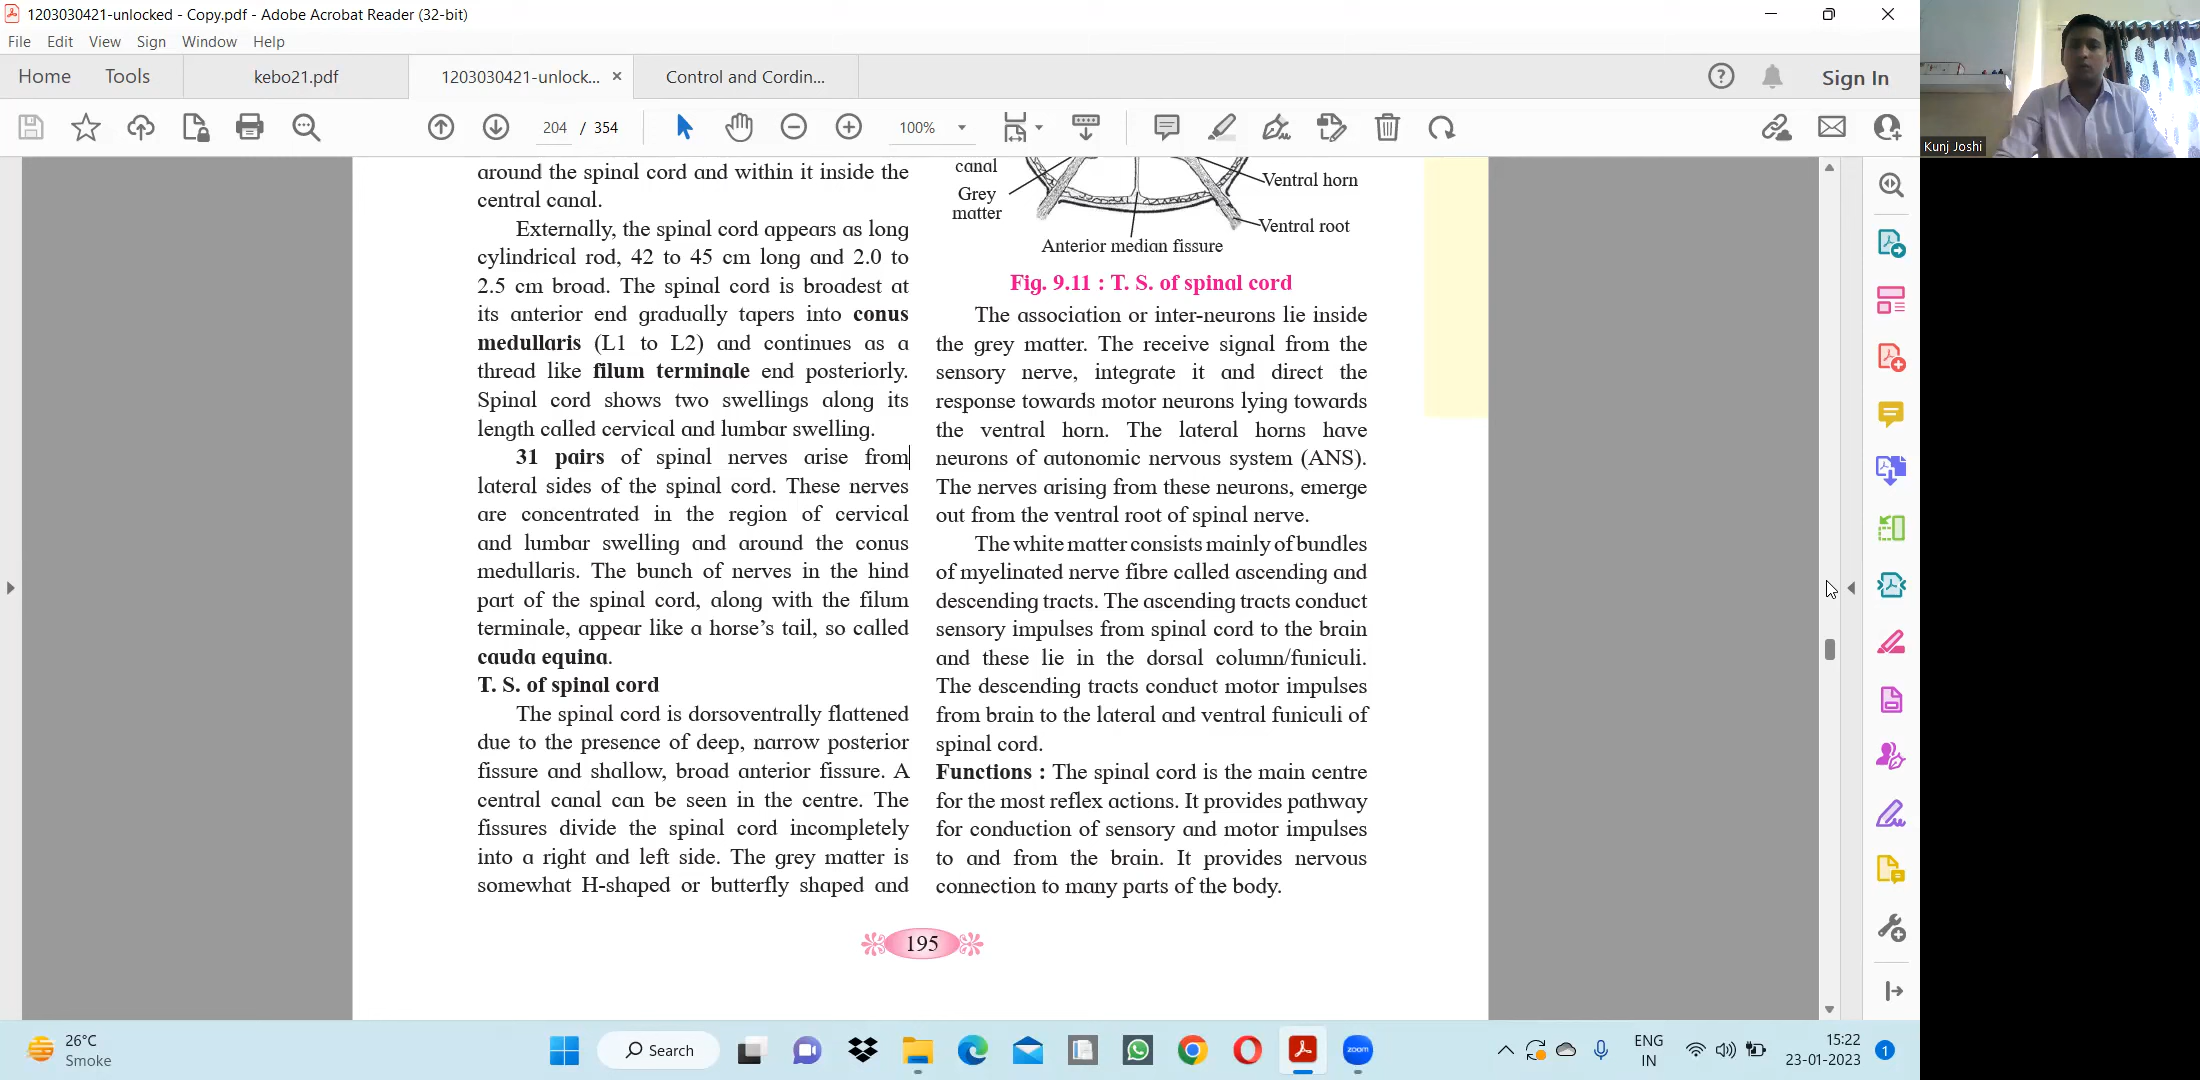 1203030421-unlocked - Copy.pdf - Adobe Acrobat Reader (32-bit)
File Edit View Sign Window Help
Home Tools kebo21.pdf 1203030421-unlock... × Control and Cordin... Sign In
204 / 354 100%
Kunj Joshi
around the spinal cord and within it inside the
central canal.
Externally, the spinal cord appears as long
cylindrical rod, 42 to 45 cm long and 2.0 to
2.5 cm broad. The spinal cord is broadest at
its anterior end gradually tapers into conus
medullaris (L1 to L2) and continues as a
thread like filum terminale end posteriorly.
Spinal cord shows two swellings along its
length called cervical and lumbar swelling.
31 pairs of spinal nerves arise from
lateral sides of the spinal cord. These nerves
are concentrated in the region of cervical
and lumbar swelling and around the conus
medullaris. The bunch of nerves in the hind
part of the spinal cord, along with the filum
terminale, appear like a horse's tail, so called
cauda equina.
T. S. of spinal cord
The spinal cord is dorsoventrally flattened
due to the presence of deep, narrow posterior
fissure and shallow, broad anterior fissure. A
central canal can be seen in the centre. The
fissures divide the spinal cord incompletely
into a right and left side. The grey matter is
somewhat H-shaped or butterfly shaped and
canal
Grey
matter
Ventral horn
Ventral root
Anterior median fissure
Fig. 9.11 : T. S. of spinal cord
The association or inter-neurons lie inside
the grey matter. The receive signal from the
sensory nerve, integrate it and direct the
response towards motor neurons lying towards
the ventral horn. The lateral horns have
neurons of autonomic nervous system (ANS).
The nerves arising from these neurons, emerge
out from the ventral root of spinal nerve.
The white matter consists mainly of bundles
of myelinated nerve fibre called ascending and
descending tracts. The ascending tracts conduct
sensory impulses from spinal cord to the brain
and these lie in the dorsal column/funiculi.
The descending tracts conduct motor impulses
from brain to the lateral and ventral funiculi of
spinal cord.
Functions : The spinal cord is the main centre
for the most reflex actions. It provides pathway
for conduction of sensory and motor impulses
to and from the brain. It provides nervous
connection to many parts of the body.
195
26°C
Smoke
Search
zoom
ENG
IN
15:22
23-01-2023
1